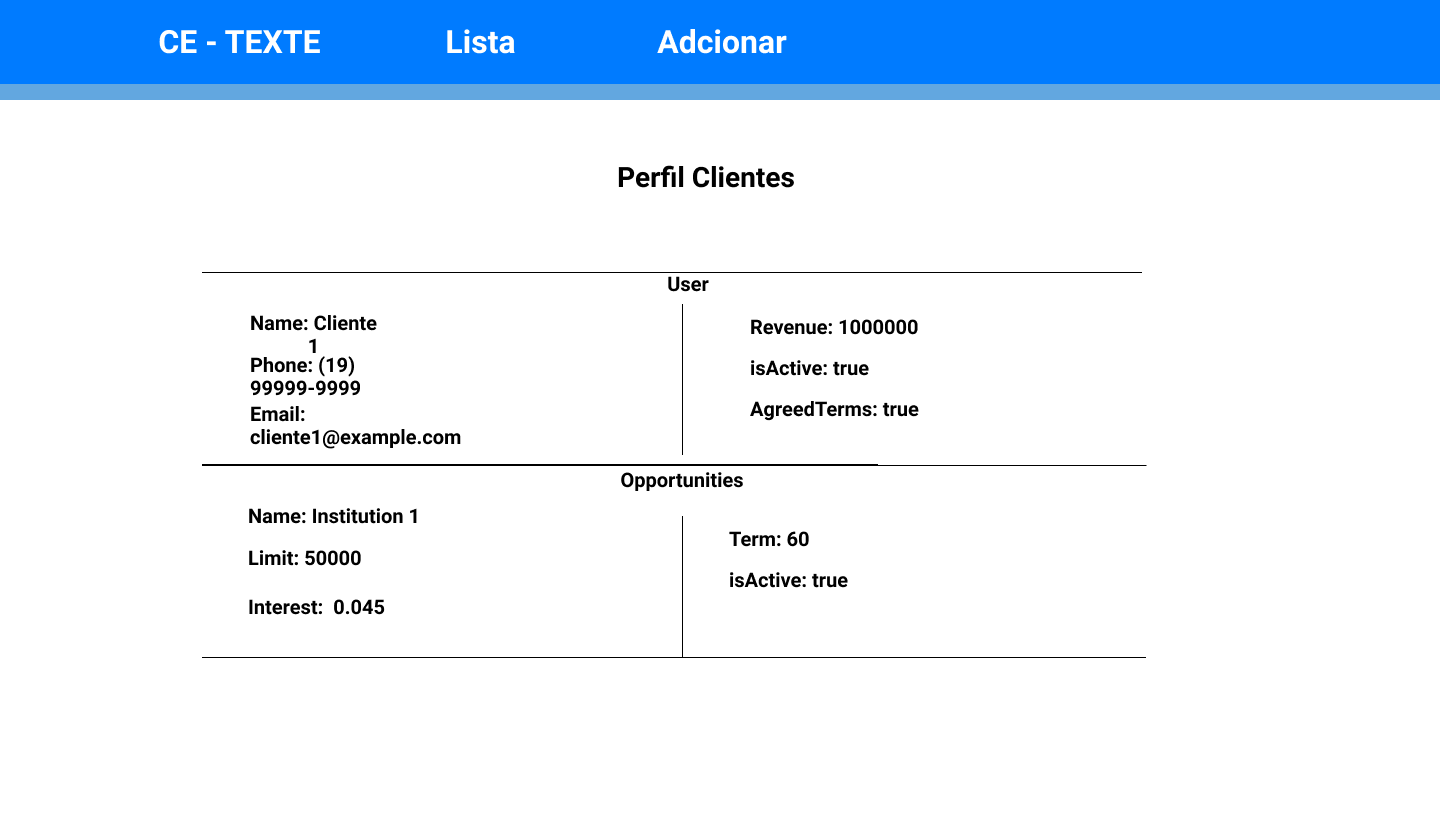 CE - TEXTE
Lista
Adcionar
Perfil Clientes
User
Name: Cliente
1
Phone: (19)
99999-9999
Email:
cliente1@example.com
Revenue: 1000000
isActive: true
AgreedTerms: true
Opportunities
Name: Institution 1
Limit: 50000
Interest:  0.045
Term: 60
isActive: true